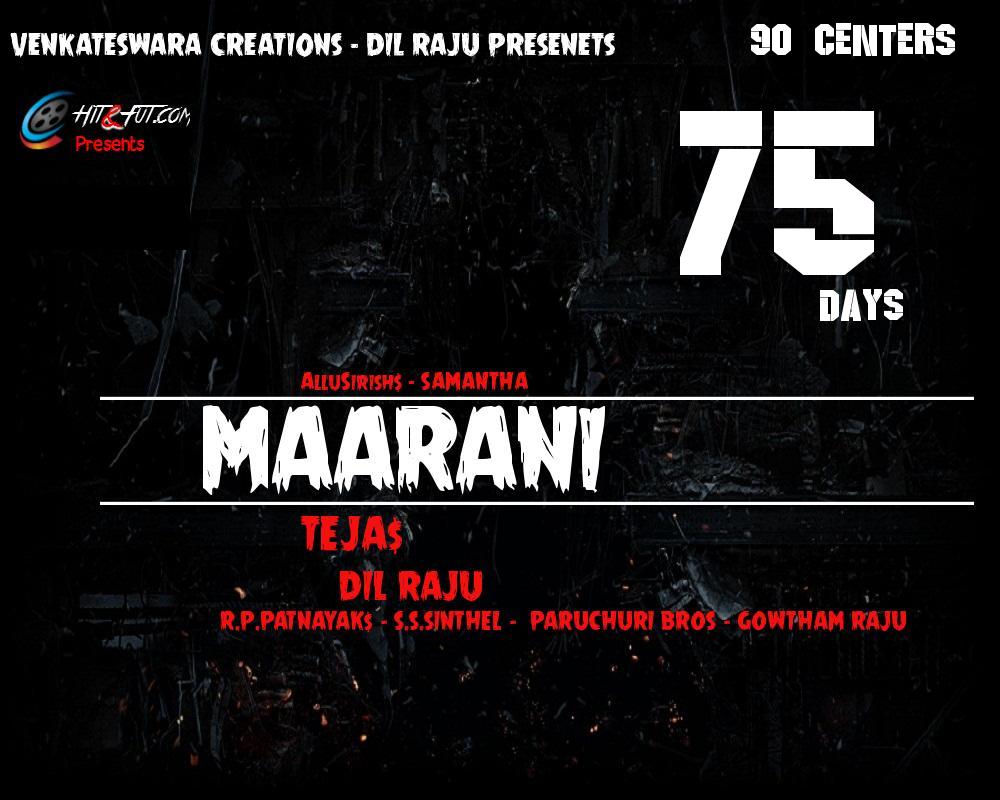 VENKATESWARA CREATIONS - DIL RAJU PRESENETS
90 CENTERS
HIT&FUT.COM
Presents
75
DAYS
ALLUSIRISH$ - SAMANTHA
MAARANI
TEJA$
DIL RAJU
R.P.PATNAYAK$ - S.S.SINTHEL - PARUCHURI BROS - GOWTHAM RAJU